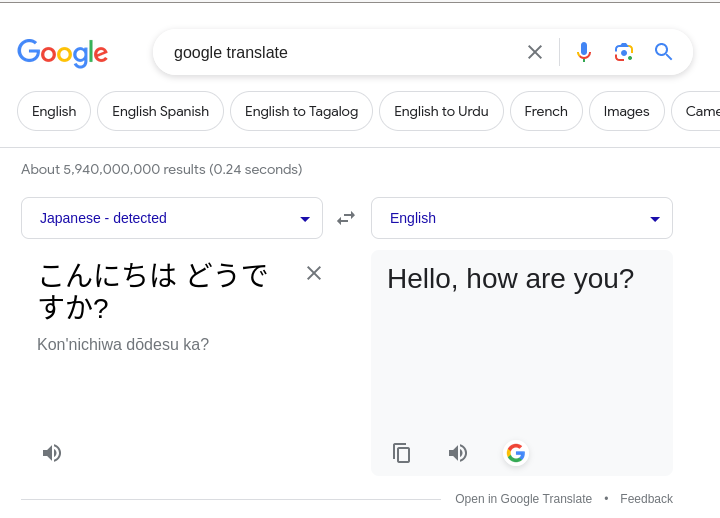 Google
google translate
English
English Spanish
English to Tagalog
English to Urdu
French
Images
Came
About 5,940,000,000 results (0.24 seconds)
Japanese - detected
English
こんにちは どうで
すか?
Kon'nichiwa dōdesu ka?
Hello, how are you?
G
Open in Google Translate • Feedback